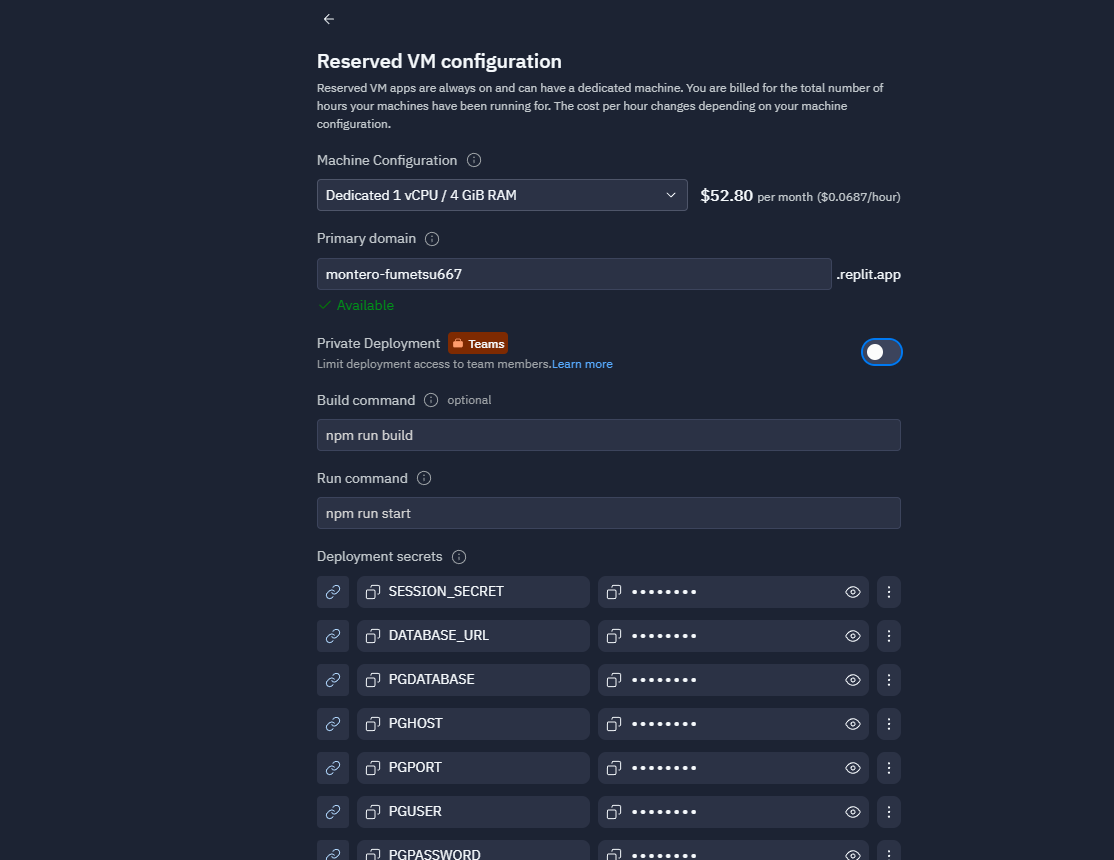 Reserved VM configuration
Reserved VM apps are always on and can have a dedicated machine. You are billed for the total number of
hours your machines have been running for. The cost per hour changes depending on your machine
configuration.
Machine Configuration
Dedicated 1 vCPU / 4 GiB RAM
$52.80 per month ($0.0687/hour)
Primary domain
montero-fumetsu667
.replit.app
Available
Private Deployment Teams
Limit deployment access to team members.Learn more
Build command optional
npm run build
Run command
npm run start
Deployment secrets
SESSION_SECRET ••••••••
DATABASE_URL ••••••••
PGDATABASE ••••••••
PGHOST ••••••••
PGPORT ••••••••
PGUSER ••••••••
PGPASSWORD ••••••••